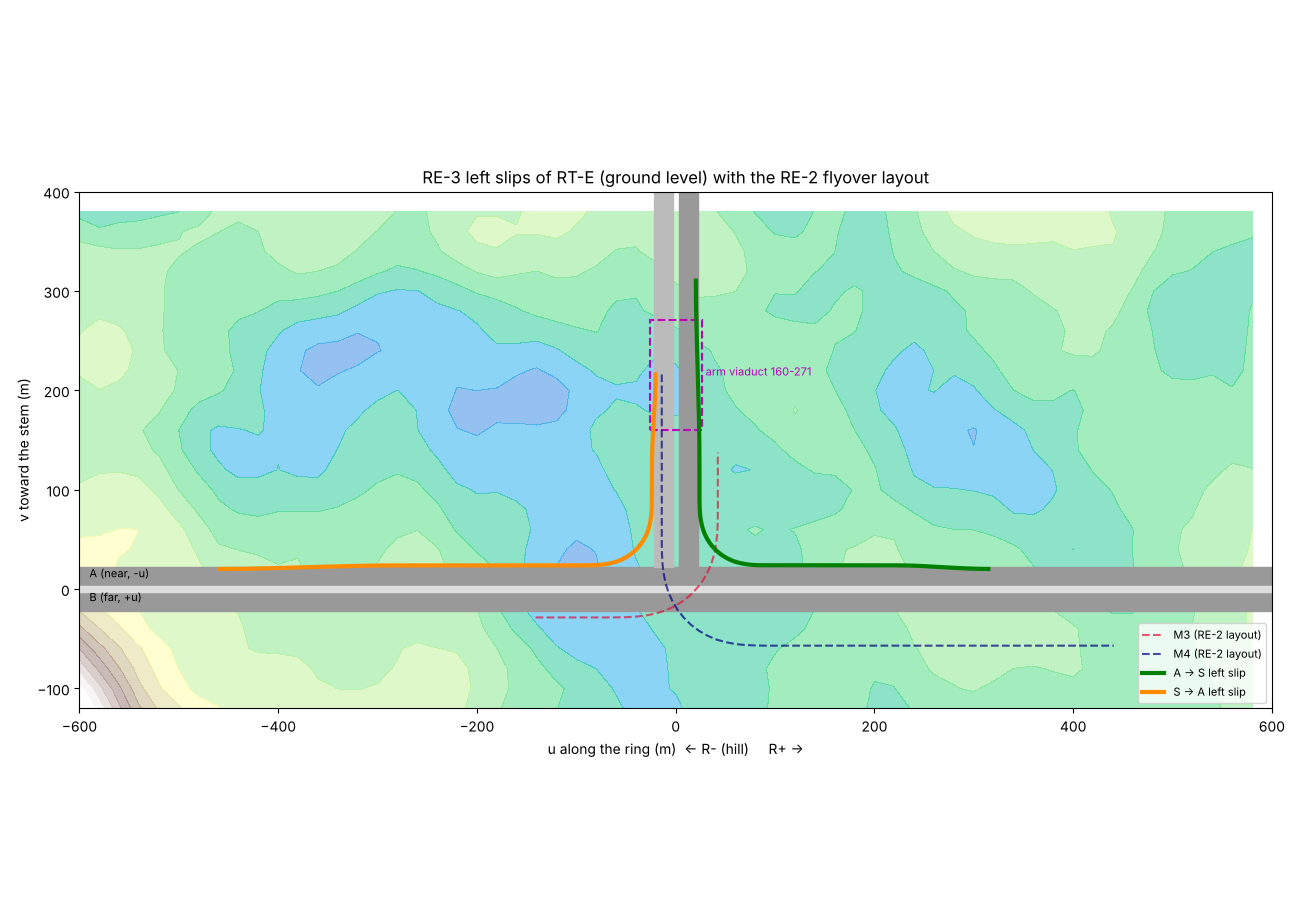 RE-3 left slips of RT-E (ground level) with the RE-2 flyover layout
400
300
200
100
0
−100
v toward the stem (m)
arm viaduct 160-271
A (near, -u)
B (far, +u)
M3 (RE-2 layout)
M4 (RE-2 layout)
A → S left slip
S → A left slip
−600 −400 −200 0 200 400 600
u along the ring (m) ← R- (hill) R+ →